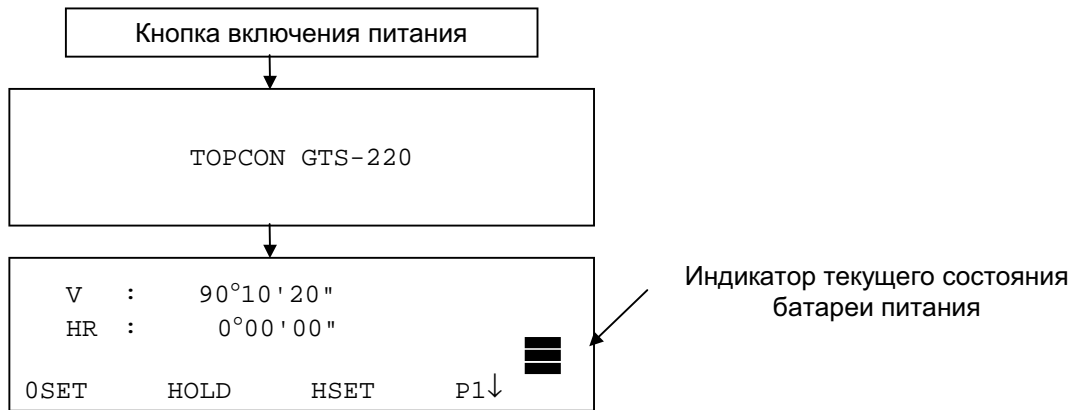 Кнопка включения питания
TOPCON GTS-220
V : 90°10'20"
HR : 0°00'00"
0SET HOLD HSET P1↓
Индикатор текущего состояния
батареи питания